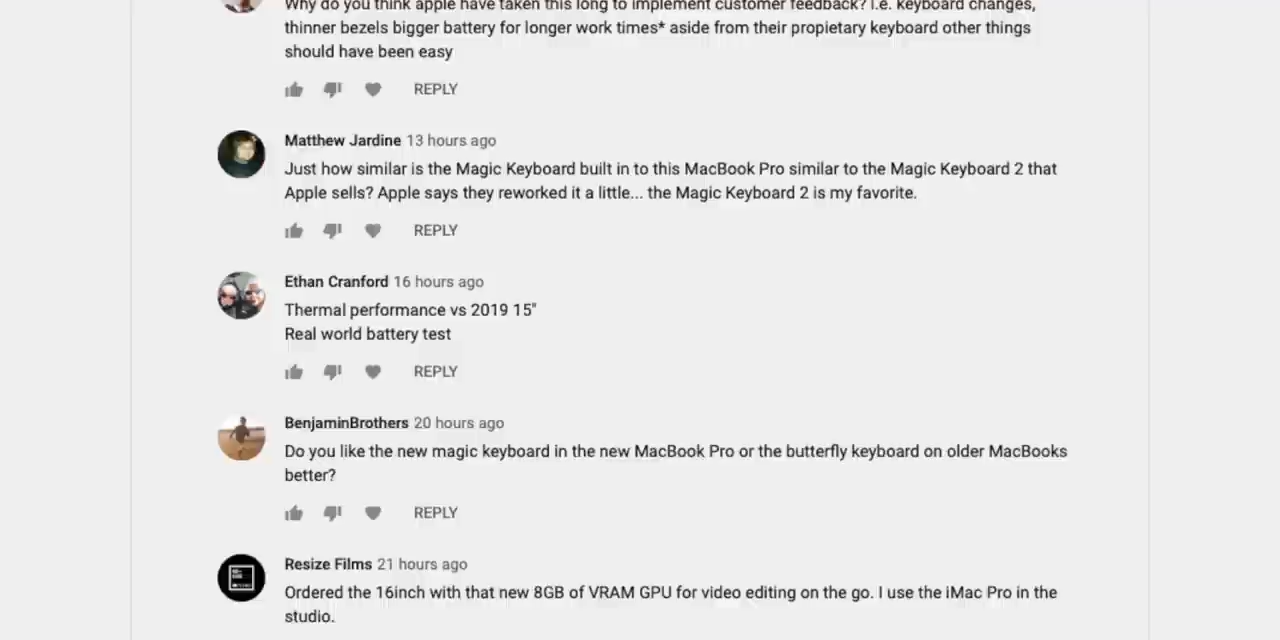 Why do you think apple have taken this long to implement customer feedback? I.e. keyboard changes,
thinner bezels bigger battery for longer work times* aside from their propietary keyboard other things
should have been easy
REPLY
Matthew Jardine 13 hours ago
Just how similar is the Magic Keyboard built in to this MacBook Pro similar to the Magic Keyboard 2 that
Apple sells? Apple says they reworked it a little... the Magic Keyboard 2 is my favorite.
REPLY
Ethan Cranford 16 hours ago
Thermal performance vs 2019 15"
Real world battery test
REPLY
BenjaminBrothers 20 hours ago
Do you like the new magic keyboard in the new MacBook Pro or the butterfly keyboard on older MacBooks
better?
REPLY
Resize Films 21 hours ago
Ordered the 16inch with that new 8GB of VRAM GPU for video editing on the go. I use the iMac Pro in the
studio.